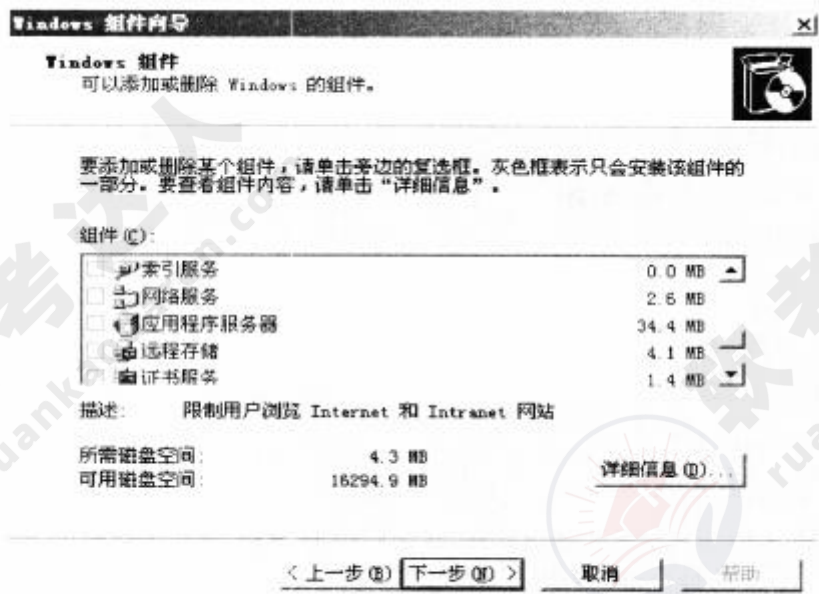 Windows 组件向导
Windows 组件
可以添加或删除 Windows 的组件。
要添加或删除某个组件，请单击旁边的复选框。灰色框表示只会安装该组件的
一部分。要查看组件内容，请单击“详细信息”。
组件(C):
索引服务 0.0 MB
网络服务 2.6 MB
应用程序服务器 34.4 MB
远程存储 4.1 MB
证书服务 1.4 MB
描述: 限制用户浏览 Internet 和 Intranet 网站
所需磁盘空间: 4.3 MB
可用磁盘空间: 16294.9 MB
详细信息(D)...
< 上一步(B)
下一步(N) >
取消
帮助